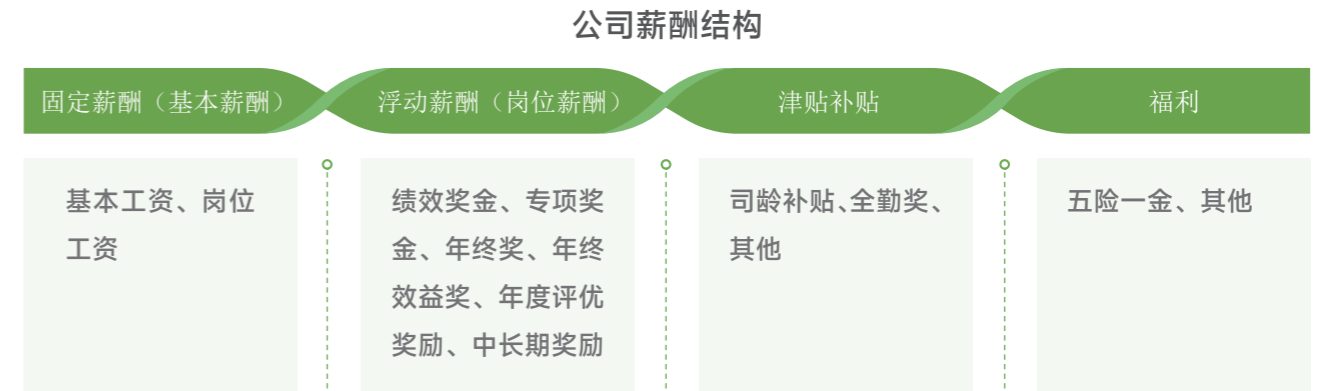 公司薪酬结构
固定薪酬（基本薪酬）
浮动薪酬（岗位薪酬）
津贴补贴
福利
基本工资、岗位
工资
绩效奖金、专项奖
金、年终奖、年终
效益奖、年度评优
奖励、中长期奖励
司龄补贴、全勤奖、
其他
五险一金、其他